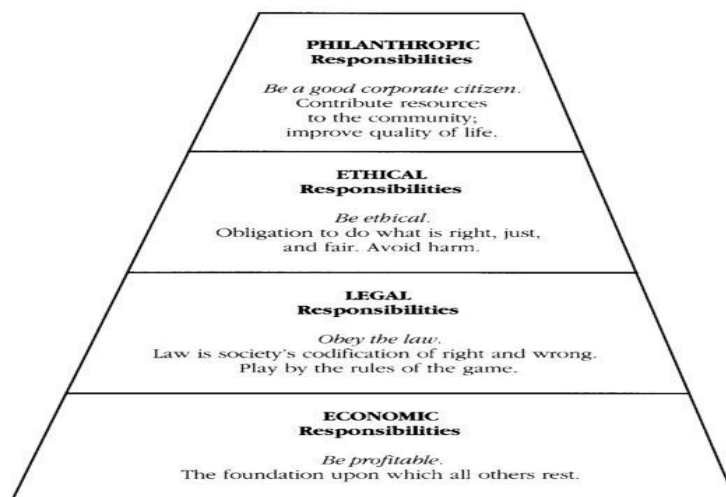 PHILANTHROPIC
Responsibilities
Be a good corporate citizen.
Contribute resources
to the community;
improve quality of life.
ETHICAL
Responsibilities
Be ethical.
Obligation to do what is right, just,
and fair. Avoid harm.
LEGAL
Responsibilities
Obey the law.
Law is society's codification of right and wrong.
Play by the rules of the game.
ECONOMIC
Responsibilities
Be profitable.
The foundation upon which all others rest.